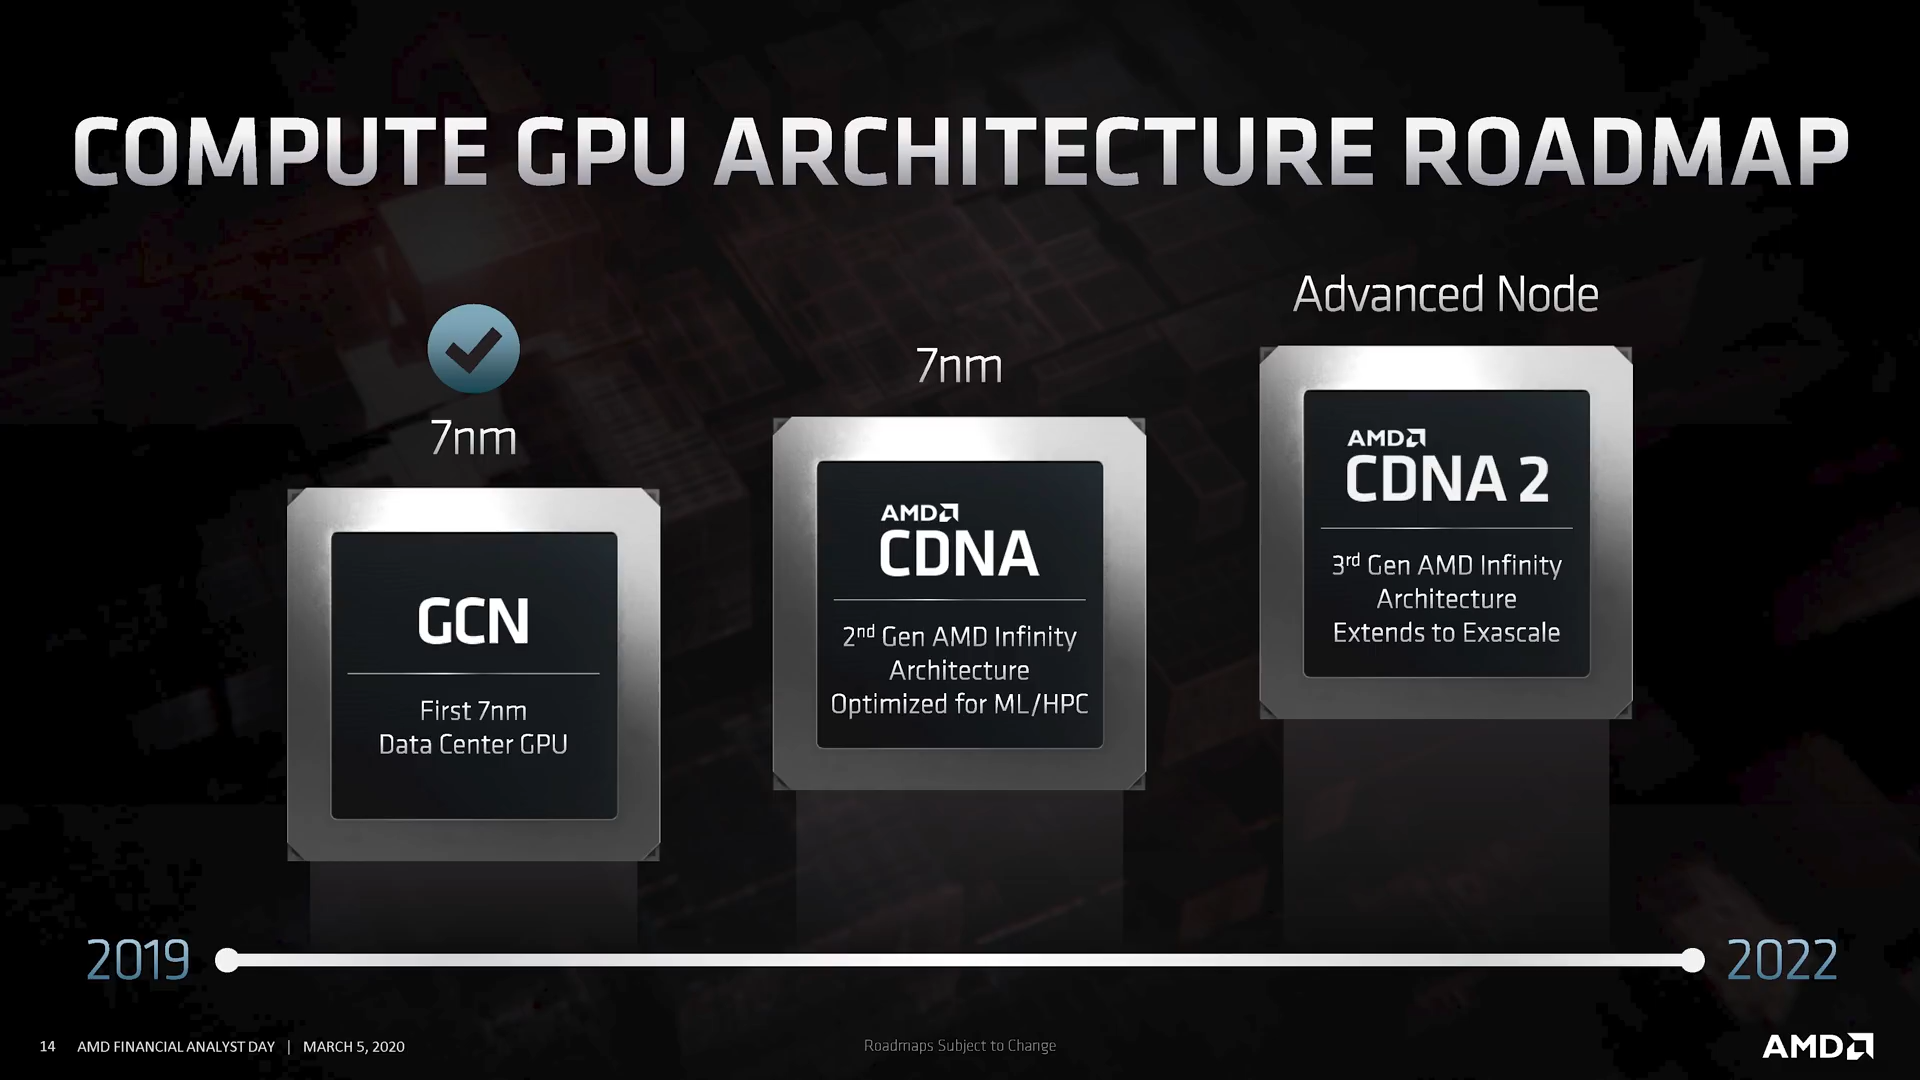 COMPUTE GPU ARCHITECTURE ROADMAP
7nm
GCN
First 7nm
Data Center GPU
7nm
AMD
CDNA
2nd Gen AMD Infinity
Architecture
Optimized for ML/HPC
Advanced Node
AMD
CDNA 2
3rd Gen AMD Infinity
Architecture
Extends to Exascale
2019
2022
14 AMD FINANCIAL ANALYST DAY | MARCH 5, 2020
Roadmaps Subject to Change
AMD